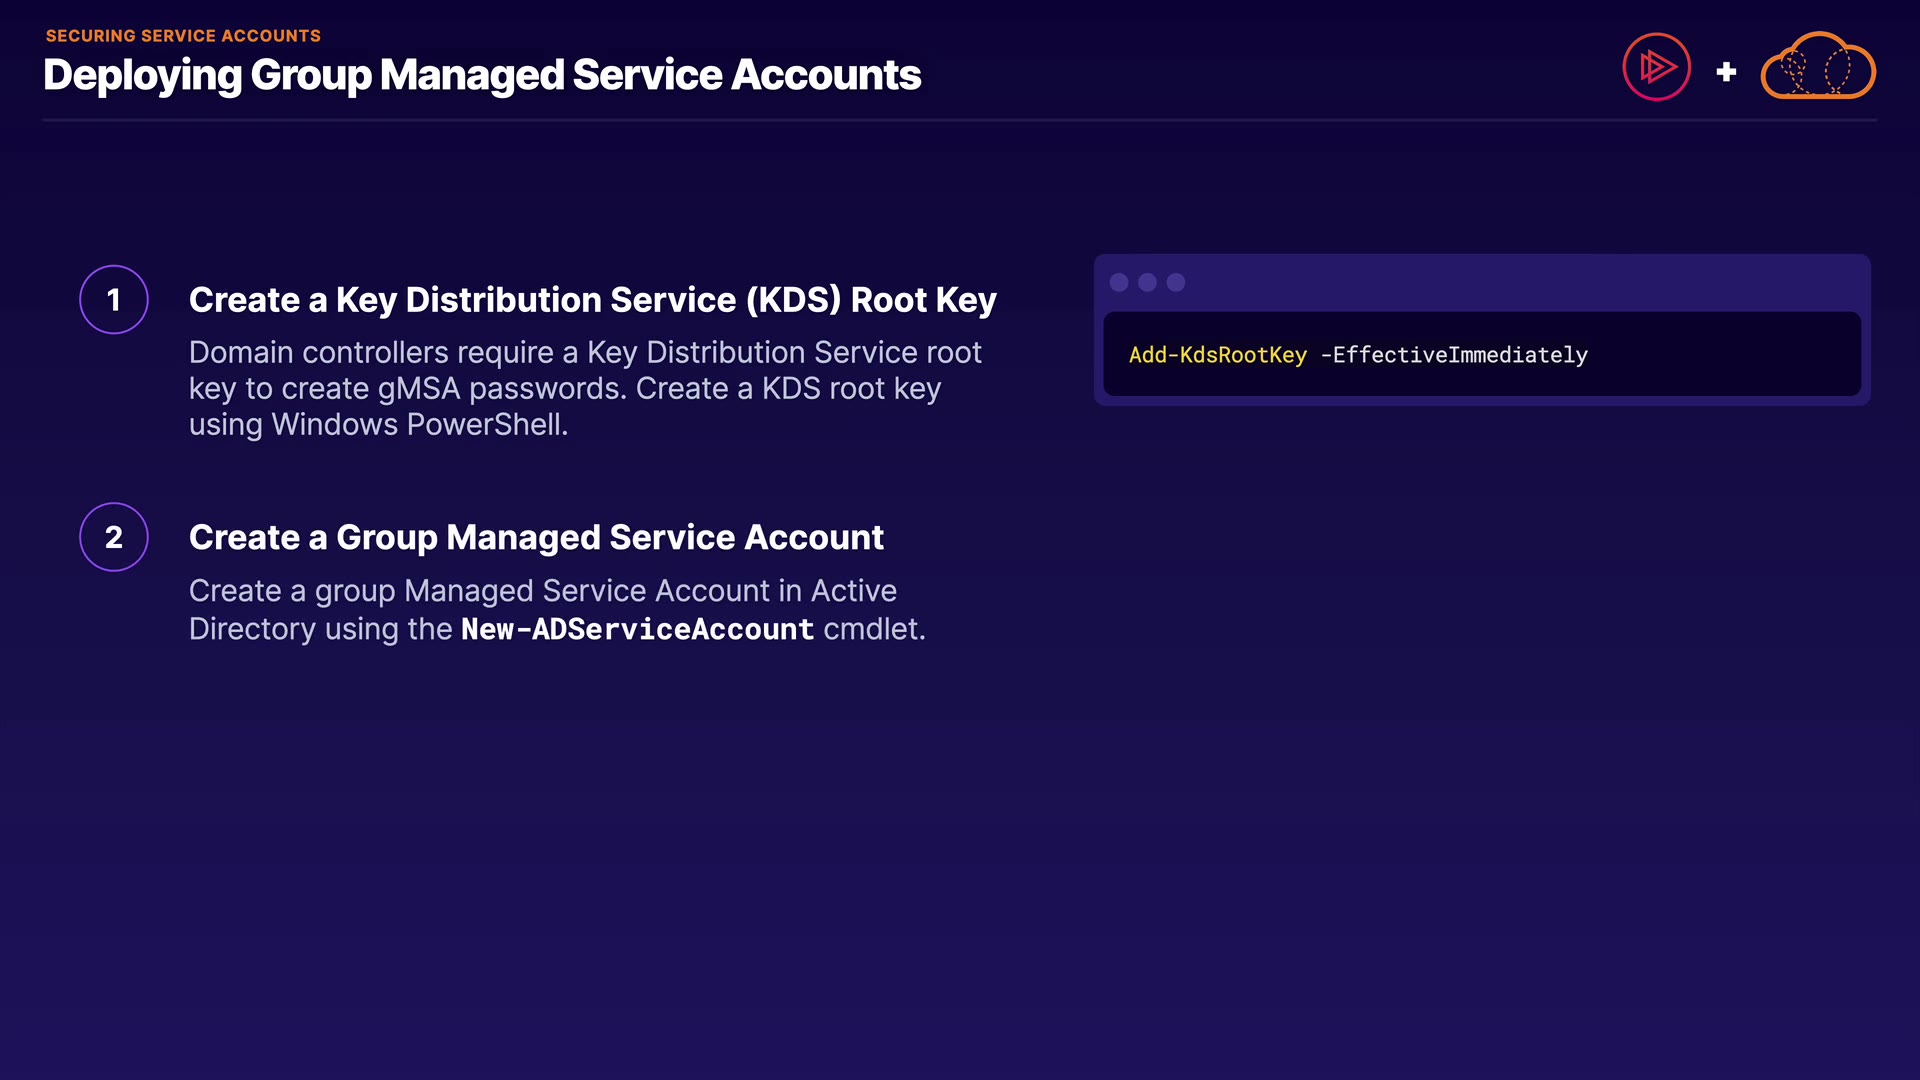 SECURING SERVICE ACCOUNTS
Deploying Group Managed Service Accounts
+
1
Create a Key Distribution Service (KDS) Root Key
Domain controllers require a Key Distribution Service root
key to create gMSA passwords. Create a KDS root key
using Windows PowerShell.
Add-KdsRootKey -EffectiveImmediately
2
Create a Group Managed Service Account
Create a group Managed Service Account in Active
Directory using the New-ADServiceAccount cmdlet.